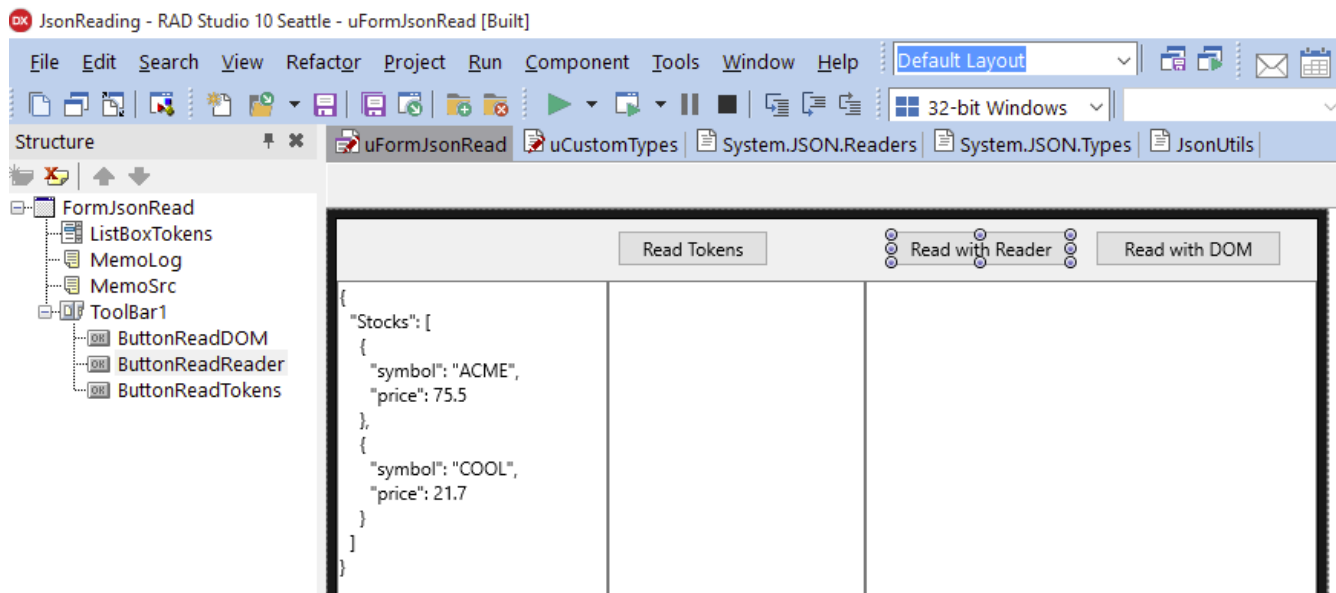 JsonReading - RAD Studio 10 Seattle - uFormJsonRead [Built]
File Edit Search View Refactor Project Run Component Tools Window Help Default Layout
32-bit Windows
Structure
uFormJsonRead uCustomTypes System.JSON.Readers System.JSON.Types JsonUtils
FormJsonRead
ListBoxTokens
MemoLog
MemoSrc
ToolBar1
ButtonReadDOM
ButtonReadReader
ButtonReadTokens
Read Tokens Read with Reader Read with DOM
{
"Stocks": [
{
"symbol": "ACME",
"price": 75.5
},
{
"symbol": "COOL",
"price": 21.7
}
]
}